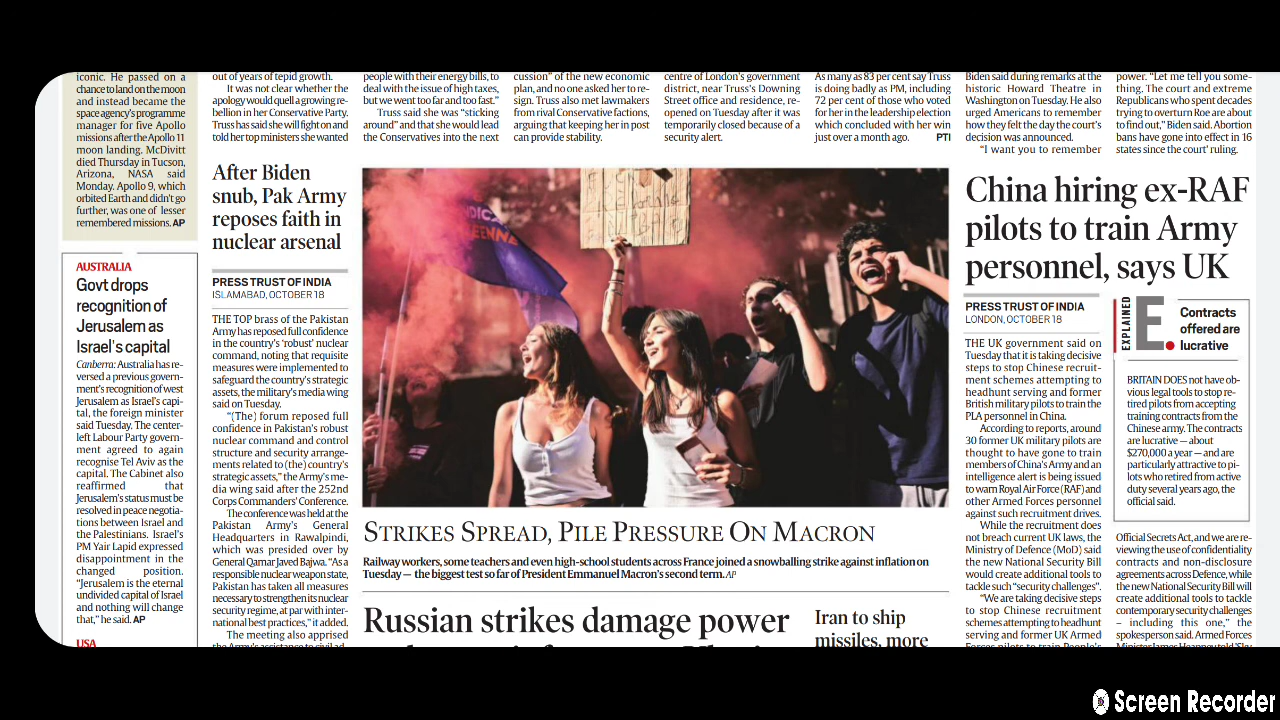 iconic. He passed on a
chance to land on the moon
and instead became the
space agency's programme
manager for five Apollo
missions after the Apollo 11
moon landing. McDivitt
died Thursday in Tucson,
Arizona, NASA said
Monday. Apollo 9, which
orbited Earth and didn't go
further, was one of lesser
remembered missions. AP
AUSTRALIA
Govt drops
recognition of
Jerusalem as
Israel's capital
Canberra: Australia has re-
versed a previous govern-
ment's recognition of west
Jerusalem as Israel's capi-
tal, the foreign minister
said Tuesday. The center-
left Labour Party govern-
ment agreed to again
recognise Tel Aviv as the
capital. The Cabinet also
reaffirmed that
Jerusalem's status must be
resolved in peace negotia-
tions between Israel and
the Palestinians. Israel's
PM Yair Lapid expressed
disappointment in the
changed position.
"Jerusalem is the eternal
undivided capital of Israel
and nothing will change
that," he said. AP
USA
out of years of tepid growth.
It was not clear whether the
apology would quell a growing re-
bellion in her Conservative Party.
Truss has said she will fight on and
told her top ministers she wanted
people with their energy bills, to
deal with the issue of high taxes,
but we went too far and too fast."
Truss said she was "sticking
around" and that she would lead
the Conservatives into the next
cussion" of the new economic
plan, and no one asked her to re-
sign. Truss also met lawmakers
from rival Conservative factions,
arguing that keeping her in post
can provide stability.
centre of London's government
district, near Truss's Downing
Street office and residence, re-
opened on Tuesday after it was
temporarily closed because of a
security alert.
As many as 83 per cent say Truss
is doing badly as PM, including
72 per cent of those who voted
for her in the leadership election
which concluded with her win
just over a month ago. PTI
Biden said during remarks at the
historic Howard Theatre in
Washington on Tuesday. He also
urged Americans to remember
how they felt the day the court's
decision was announced.
"I want you to remember
power. "Let me tell you some-
thing. The court and extreme
Republicans who spent decades
trying to overturn Roe are about
to find out," Biden said. Abortion
bans have gone into effect in 16
states since the court' ruling.
After Biden
snub, Pak Army
reposes faith in
nuclear arsenal
PRESS TRUST OF INDIA
ISLAMABAD, OCTOBER 18
THE TOP brass of the Pakistan
Army has reposed full confidence
in the country's 'robust' nuclear
command, noting that requisite
measures were implemented to
safeguard the country's strategic
assets, the military's media wing
said on Tuesday.
"(The) forum reposed full
confidence in Pakistan's robust
nuclear command and control
structure and security arrange-
ments related to (the) country's
strategic assets," the Army's me-
dia wing said after the 252nd
Corps Commanders' Conference.
The conference was held at the
Pakistan Army's General
Headquarters in Rawalpindi,
which was presided over by
General Qamar Javed Bajwa. "As a
responsible nuclear weapon state,
Pakistan has taken all measures
necessary to strengthen its nuclear
security regime, at par with inter-
national best practices," it added.
The meeting also apprised
the Army's assistance to civil ad-
STRIKES SPREAD, PILE PRESSURE ON MACRON
Railway workers, some teachers and even high-school students across France joined a snowballing strike against inflation on
Tuesday — the biggest test so far of President Emmanuel Macron's second term. AP
Russian strikes damage power
Iran to ship
missiles, more
China hiring ex-RAF
pilots to train Army
personnel, says UK
PRESS TRUST OF INDIA
LONDON, OCTOBER 18
THE UK government said on
Tuesday that it is taking decisive
steps to stop Chinese recruit-
ment schemes attempting to
headhunt serving and former
British military pilots to train the
PLA personnel in China.
According to reports, around
30 former UK military pilots are
thought to have gone to train
members of China's Army and an
intelligence alert is being issued
to warn Royal Air Force (RAF) and
other Armed Forces personnel
against such recruitment drives.
While the recruitment does
not breach current UK laws, the
Ministry of Defence (MoD) said
the new National Security Bill
would create additional tools to
tackle such "security challenges".
"We are taking decisive steps
to stop Chinese recruitment
schemes attempting to headhunt
serving and former UK Armed
Forces pilots to train People's
EXPLAINED
E.
Contracts
offered are
lucrative
BRITAIN DOES not have ob-
vious legal tools to stop re-
tired pilots from accepting
training contracts from the
Chinese army. The contracts
are lucrative — about
$270,000 a year — and are
particularly attractive to pi-
lots who retired from active
duty several years ago, the
official said.
Official Secrets Act, and we are re-
viewing the use of confidentiality
contracts and non-disclosure
agreements across Defence, while
the new National Security Bill will
create additional tools to tackle
contemporary security challenges
– including this one," the
spokesperson said. Armed Forces
Screen Recorder